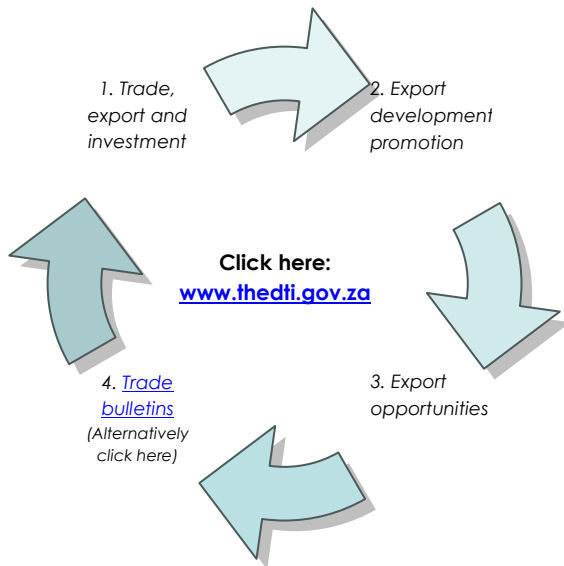 1. Trade,
export and
investment
2. Export
development
promotion
Click here:
www.thedti.gov.za
3. Export
opportunities
4. Trade
bulletins
(Alternatively
click here)